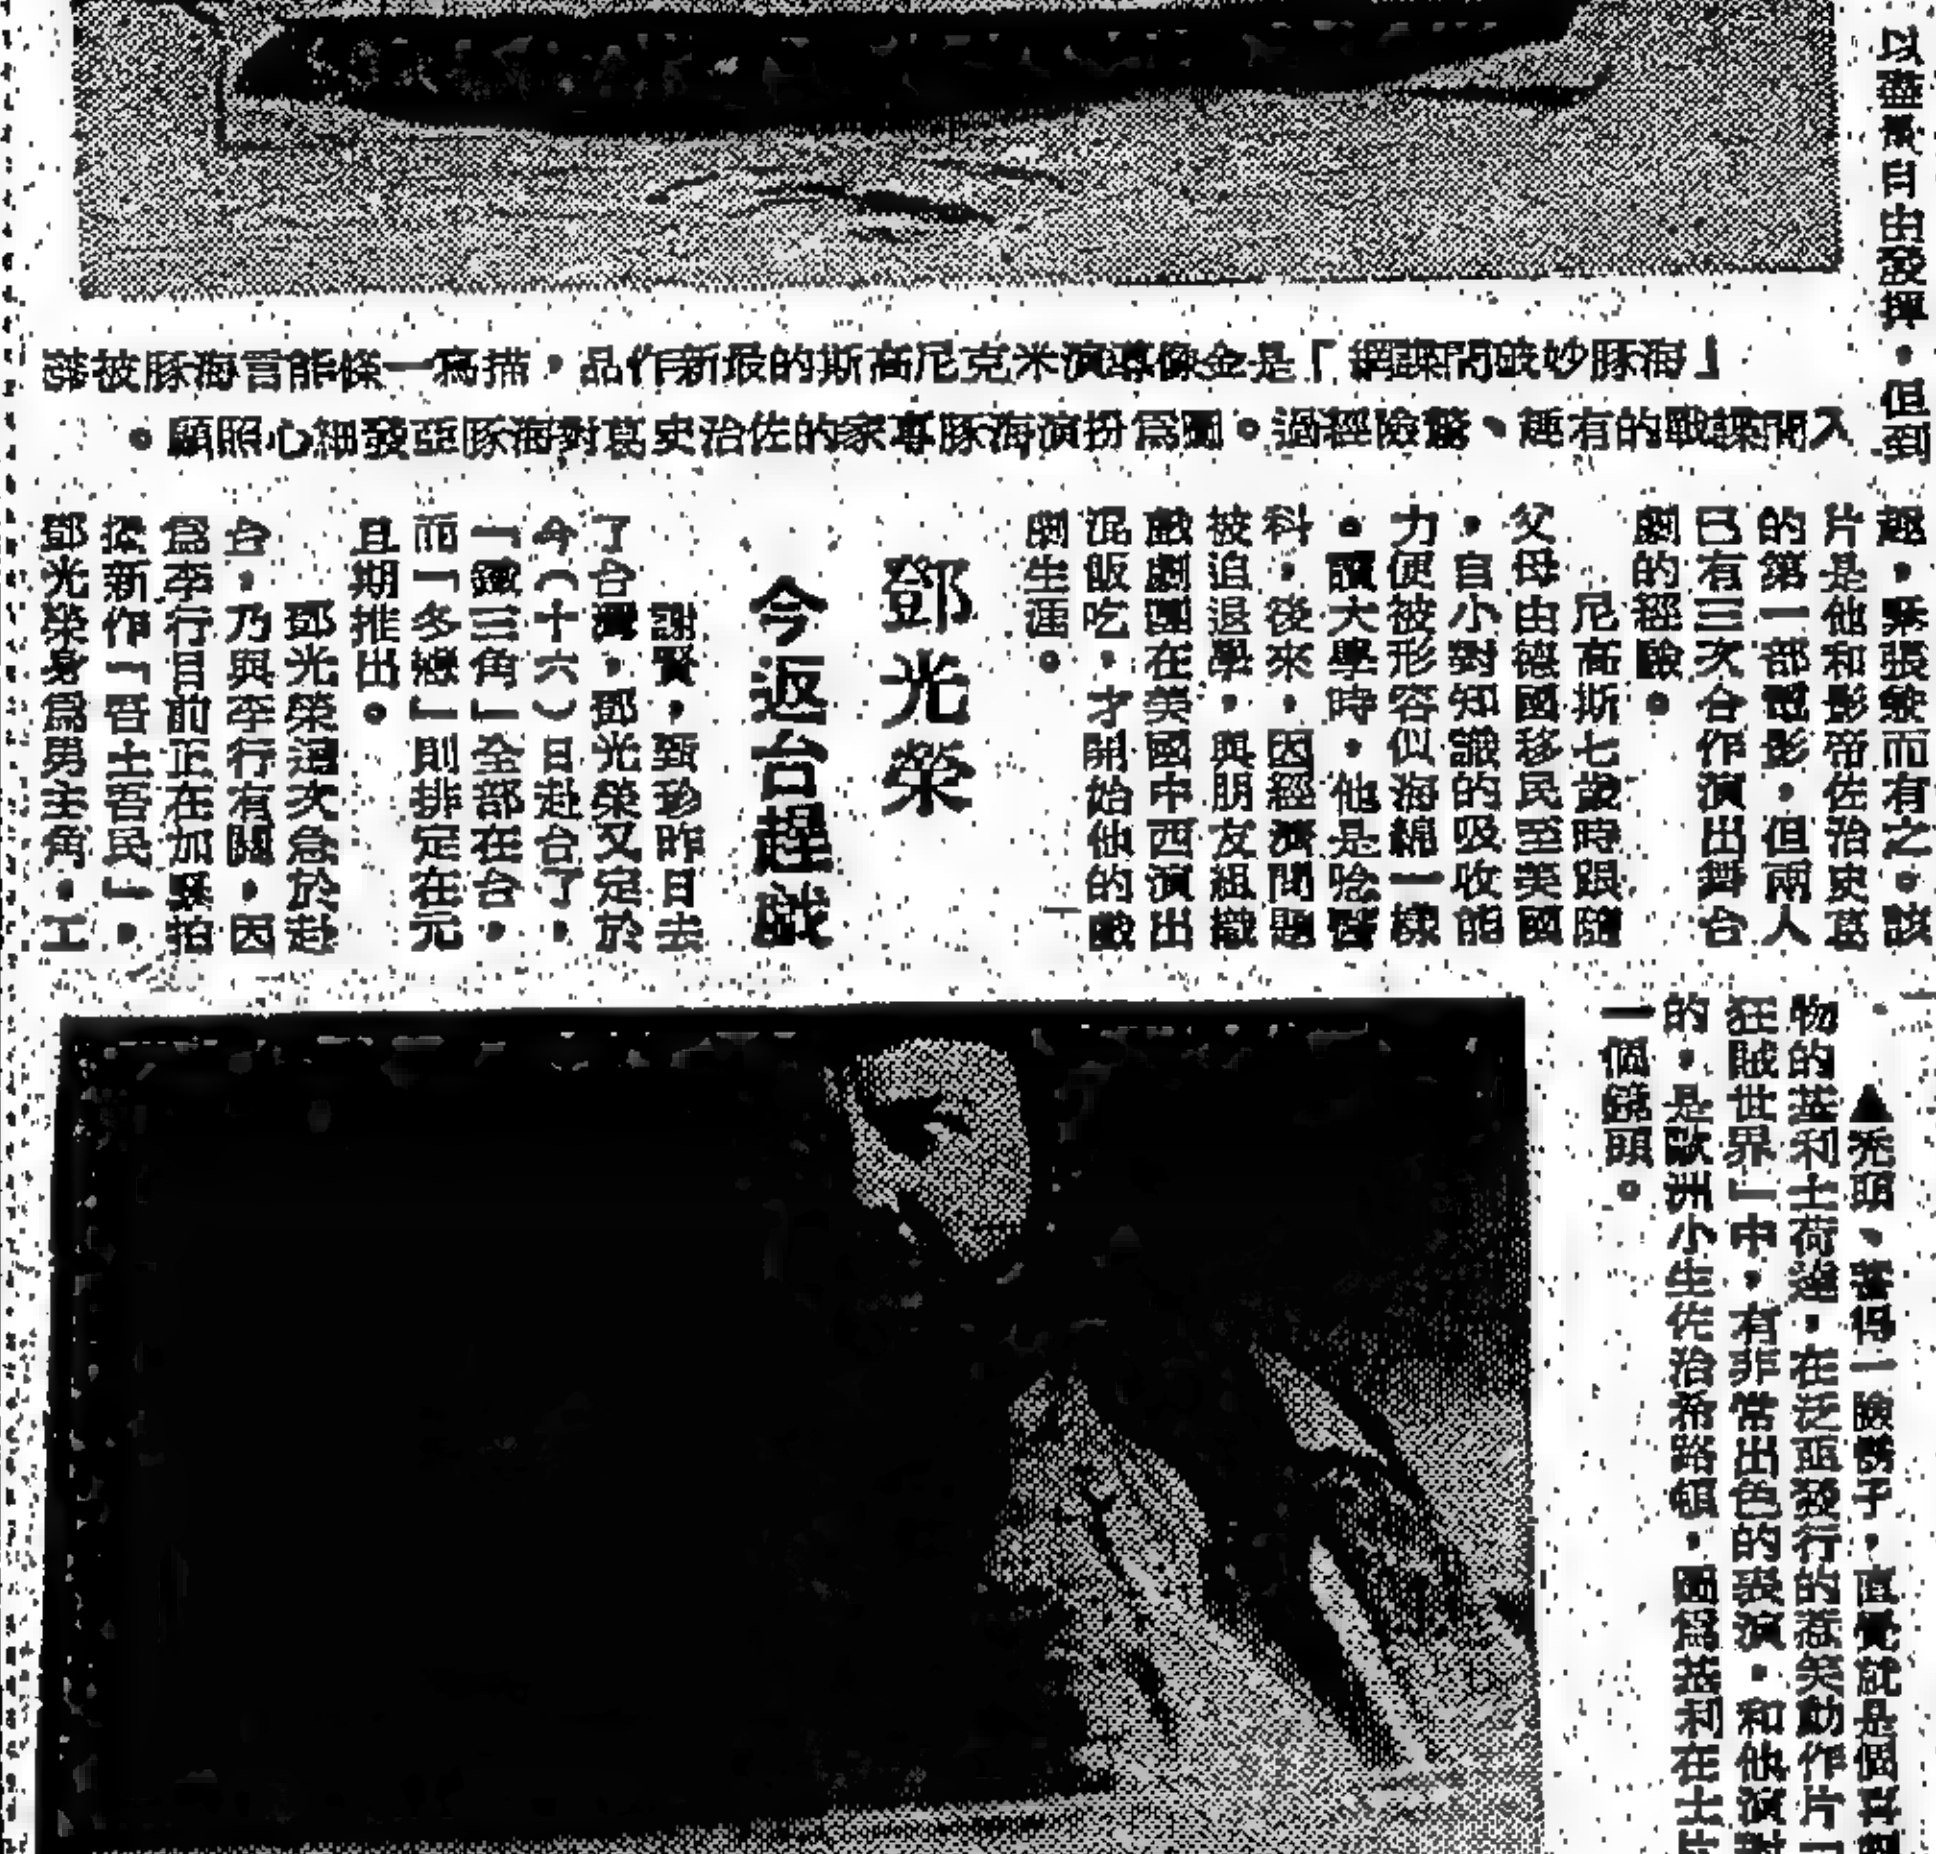 以盡量自由發揮，但到
「海豚妙破間諜網」是金像導演米克尼高斯的最新作品，描寫一條能言海豚被
入間諜戰的有趣、驚險經過。圖為扮演海豚專家的佐治史葛對海豚亞發細心照顧。
趣，緊張而有之。該
片是他和影帝佐治史葛
的第一部電影，但兩人
已有三次合作演出舞台
劇的經驗。
尼高斯七歲時跟隨
父母由德國移民至美國
，自小對知識的吸收能
力便被形容似海綿一樣
。讀大學時，他是唸醫
科，後來，因經濟問題
被迫退學，與朋友組織
戲劇團在美國中西演出
混飯吃，才開始他的戲
劇生涯。
鄧光榮
今返台趕戲
謝賢，甄珍昨日去
了台灣，鄧光榮又定於
今（十六）日赴台了，
「鐵三角」全部在台，
而「多戀」則排定在元
旦期推出。
鄧光榮這次急於赴
台，乃與李行有關，因
為李行目前正在加緊拍
攝新作「吾土吾民」，
鄧光榮身為男主角，工
▲禿頭、一臉鬍子，直覺就是個
物的基利士荷達，在泛亞發行的惹笑動作片「
狂賊世界」中，有非常出色的表演，和他演對
的，是歐洲小生佐治希路頓，圖為基利在士片
一個鏡頭。